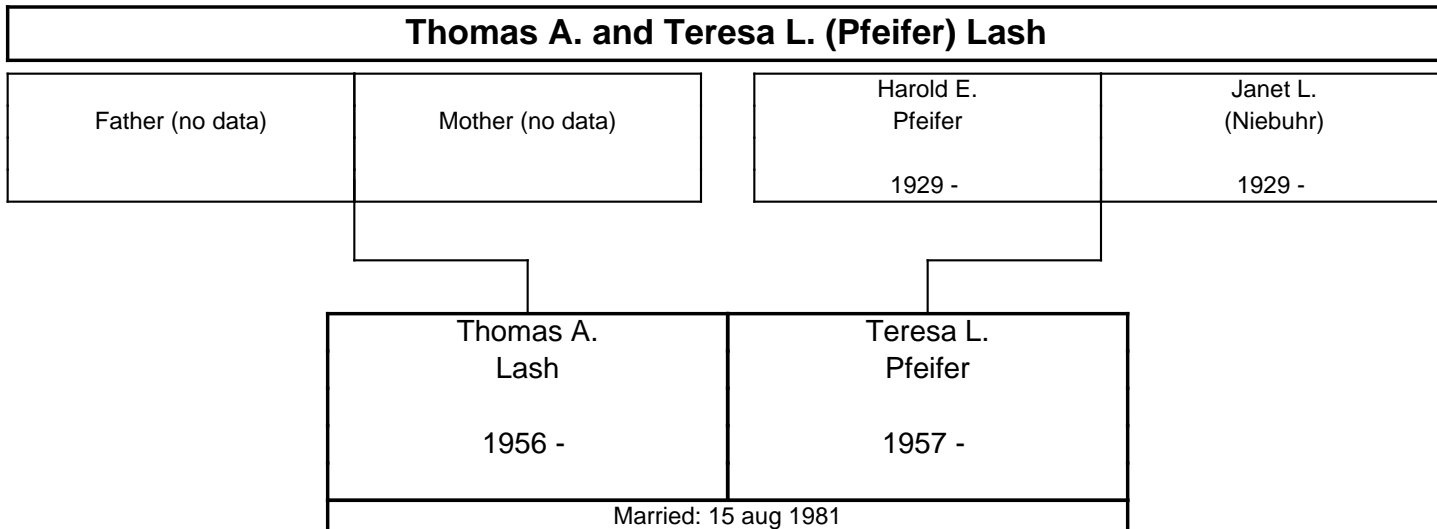 Thomas A. and Teresa L. (Pfeifer) Lash
Father (no data)
Mother (no data)
Harold E.
Pfeifer
1929 -
Janet L.
(Niebuhr)
1929 -
Thomas A.
Lash
1956 -
Teresa L.
Pfeifer
1957 -
Married: 15 aug 1981